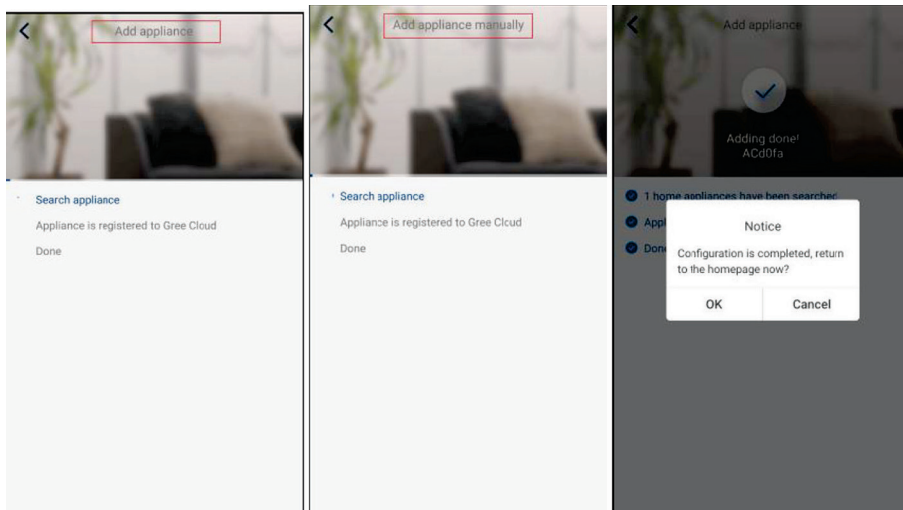 Add appliance
Search appliance
Appliance is registered to Gree Cloud
Done
Add appliance manually
Search appliance
Appliance is registered to Gree Cloud
Done
Add appliance
Adding done!
ACd0fa
1 home appliances have been searched
Appl
Done
Notice
Configuration is completed, return
to the homepage now?
OK
Cancel